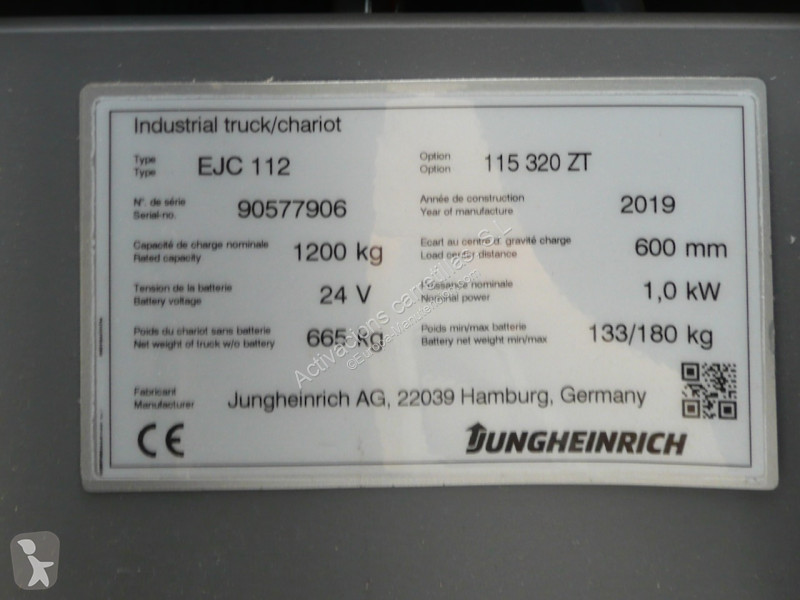 Industrial truck/chariot
Type
Type
EJC 112
Option
Option
115 320 ZT
N°. de série
Serial-no.
90577906
Année de construction
Year of manufacture
2019
Capacité de charge nominale
Rated capacity
1200 kg
Ecart au centre gravité charge
Load center distance
600 mm
Tension de la batterie
Battery voltage
24 V
Puissance nominale
Nominal power
1,0 kW
Poids du chariot sans batterie
Net weight of truck w/o battery
665 kg
Poids min/max batterie
Battery net weight min/max
133/180 kg
Fabricant
Manufacturer
Jungheinrich AG, 22039 Hamburg, Germany
CE
JUNGHEINRICH
Activacions carretillas S.L